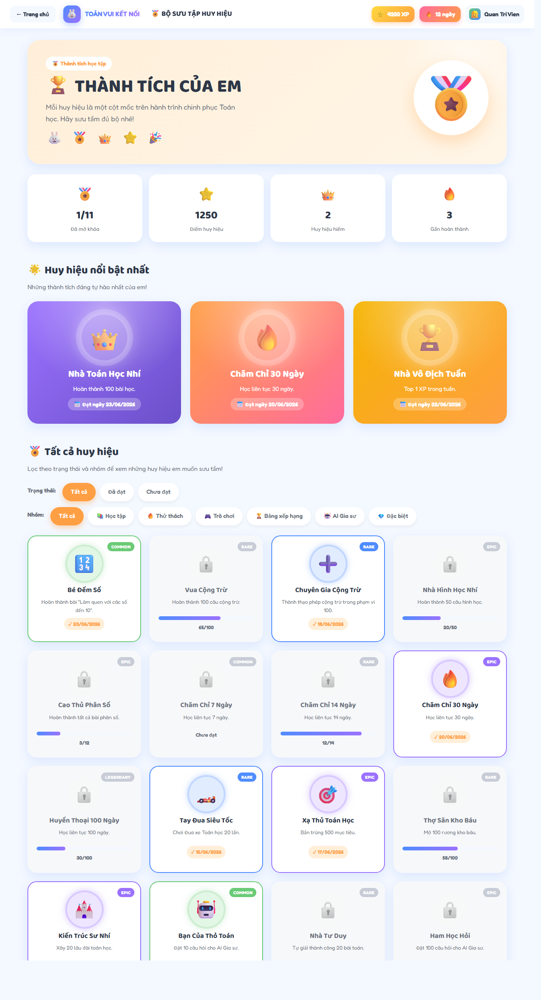 ← Trang chủ
TOÁN VUI KẾT NỐI
BỘ SƯU TẬP HUY HIỆU
4250 XP
12 ngày
Quan Tri Vien
Thành tích học tập
THÀNH TÍCH CỦA EM
Mỗi huy hiệu là một cột mốc trên hành trình chinh phục Toán
học. Hãy sưu tầm đủ bộ nhé!
1/11
Đã mở khóa
1250
Điểm huy hiệu
2
Huy hiệu hiếm
3
Gần hoàn thành
Huy hiệu nổi bật nhất
Những thành tích đáng tự hào nhất của em!
Nhà Toán Học Nhí
Hoàn thành 100 bài học.
Đạt ngày 23/06/2026
Chăm Chỉ 30 Ngày
Học liên tục 30 ngày.
Đạt ngày 20/06/2026
Nhà Vô Địch Tuần
Top 1 XP trong tuần.
Đạt ngày 22/06/2026
Tất cả huy hiệu
Lọc theo trạng thái và nhóm để xem những huy hiệu em muốn sưu tầm!
Trạng thái:
Tất cả
Đã đạt
Chưa đạt
Nhóm:
Tất cả
Học tập
Thử thách
Trò chơi
Bảng xếp hạng
AI Gia sư
Đặc biệt
COMMON
1 2
3 4
Bé Đếm Số
Hoàn thành bài "Làm quen với các số
đến 10".
✓ 23/06/2026
RARE
Vua Cộng Trừ
Hoàn thành 100 câu cộng trừ.
65/100
RARE
Chuyên Gia Cộng Trừ
Thành thạo phép cộng trừ trong phạm vi
100.
✓ 18/06/2026
EPIC
Nhà Hình Học Nhí
Hoàn thành 50 câu hình học.
20/50
EPIC
Cao Thủ Phân Số
Hoàn thành tất cả bài phân số.
3/12
COMMON
Chăm Chỉ 7 Ngày
Học liên tục 7 ngày.
Chưa đạt
RARE
Chăm Chỉ 14 Ngày
Học liên tục 14 ngày.
12/14
EPIC
Chăm Chỉ 30 Ngày
Học liên tục 30 ngày.
✓ 20/06/2026
LEGENDARY
Huyền Thoại 100 Ngày
Học liên tục 100 ngày.
30/100
RARE
Tay Đua Siêu Tốc
Chơi Đua xe Toán học 20 lần.
✓ 15/06/2026
EPIC
Xạ Thủ Toán Học
Bắn trúng 500 mục tiêu.
✓ 17/06/2026
RARE
Thợ Săn Kho Báu
Mở 100 rương kho báu.
58/100
EPIC
Kiến Trúc Sư Nhí
Xây 20 lâu đài toán học.
COMMON
Bạn Của Thỏ Toán
Đặt 10 câu hỏi cho AI Gia sư.
RARE
Nhà Tư Duy
Tự giải thành công 20 bài toán.
EPIC
Ham Học Hỏi
Đặt 100 câu hỏi cho AI Gia sư.